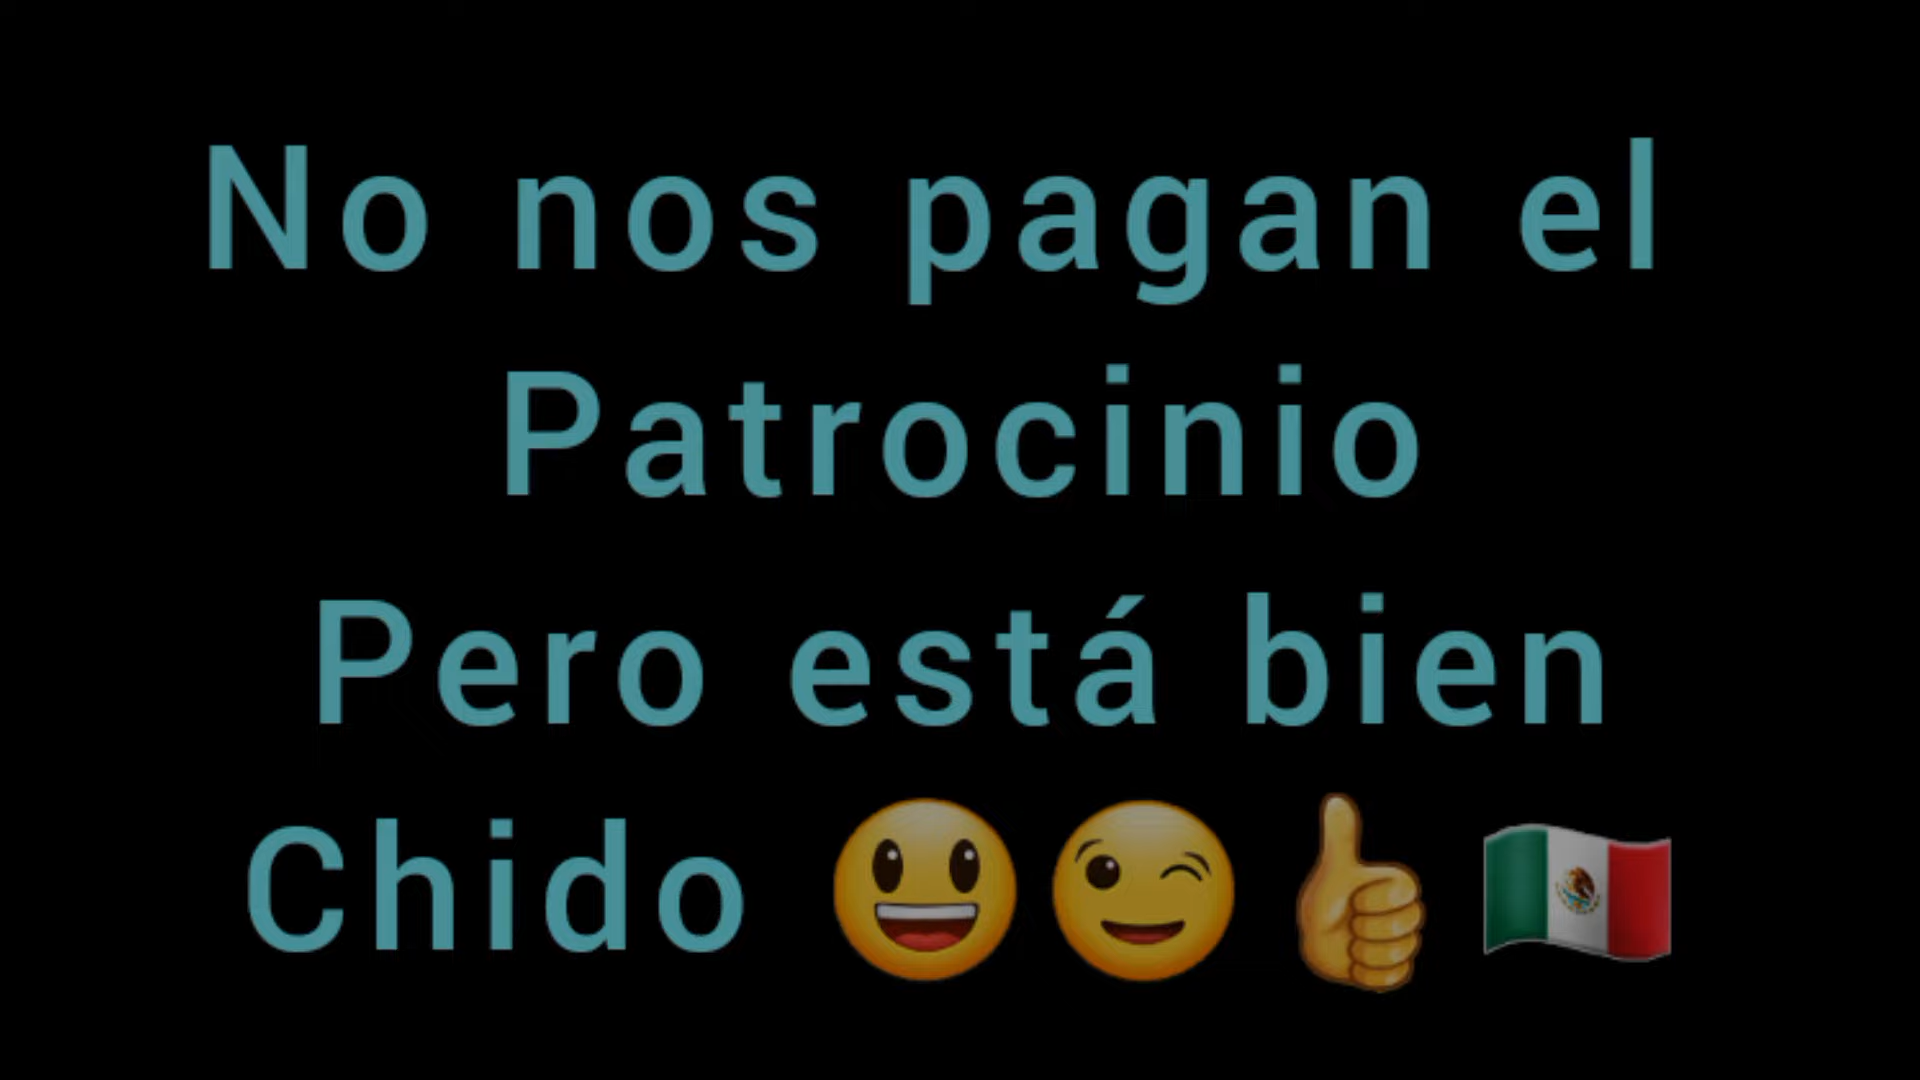 No nos pagan el
Patrocinio
Pero está bien
Chido 😃😉👍🇲🇽